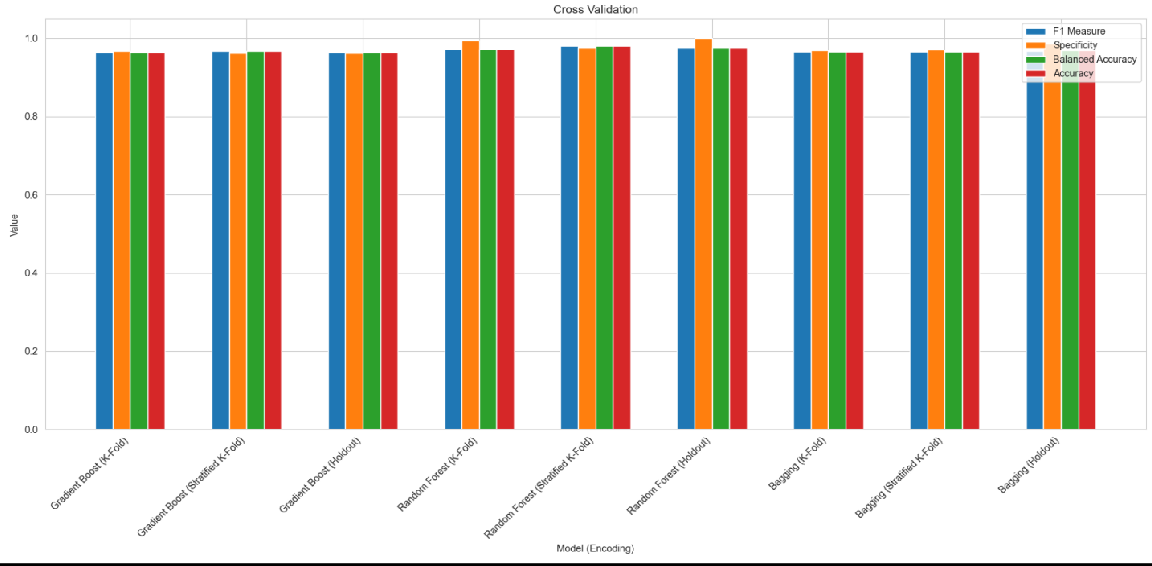 Cross Validation
F1 Measure
Specificity
Balanced Accuracy
Accuracy
1.0
0.8
0.6
0.4
0.2
0.0
Value
Gradient Boost (K-Fold)
Gradient Boost (Stratified K-Fold)
Gradient Boost (Holdout)
Random Forest (K-Fold)
Random Forest (Stratified K-Fold)
Random Forest (Holdout)
Bagging (K-Fold)
Bagging (Stratified K-Fold)
Bagging (Holdout)
Model (Encoding)